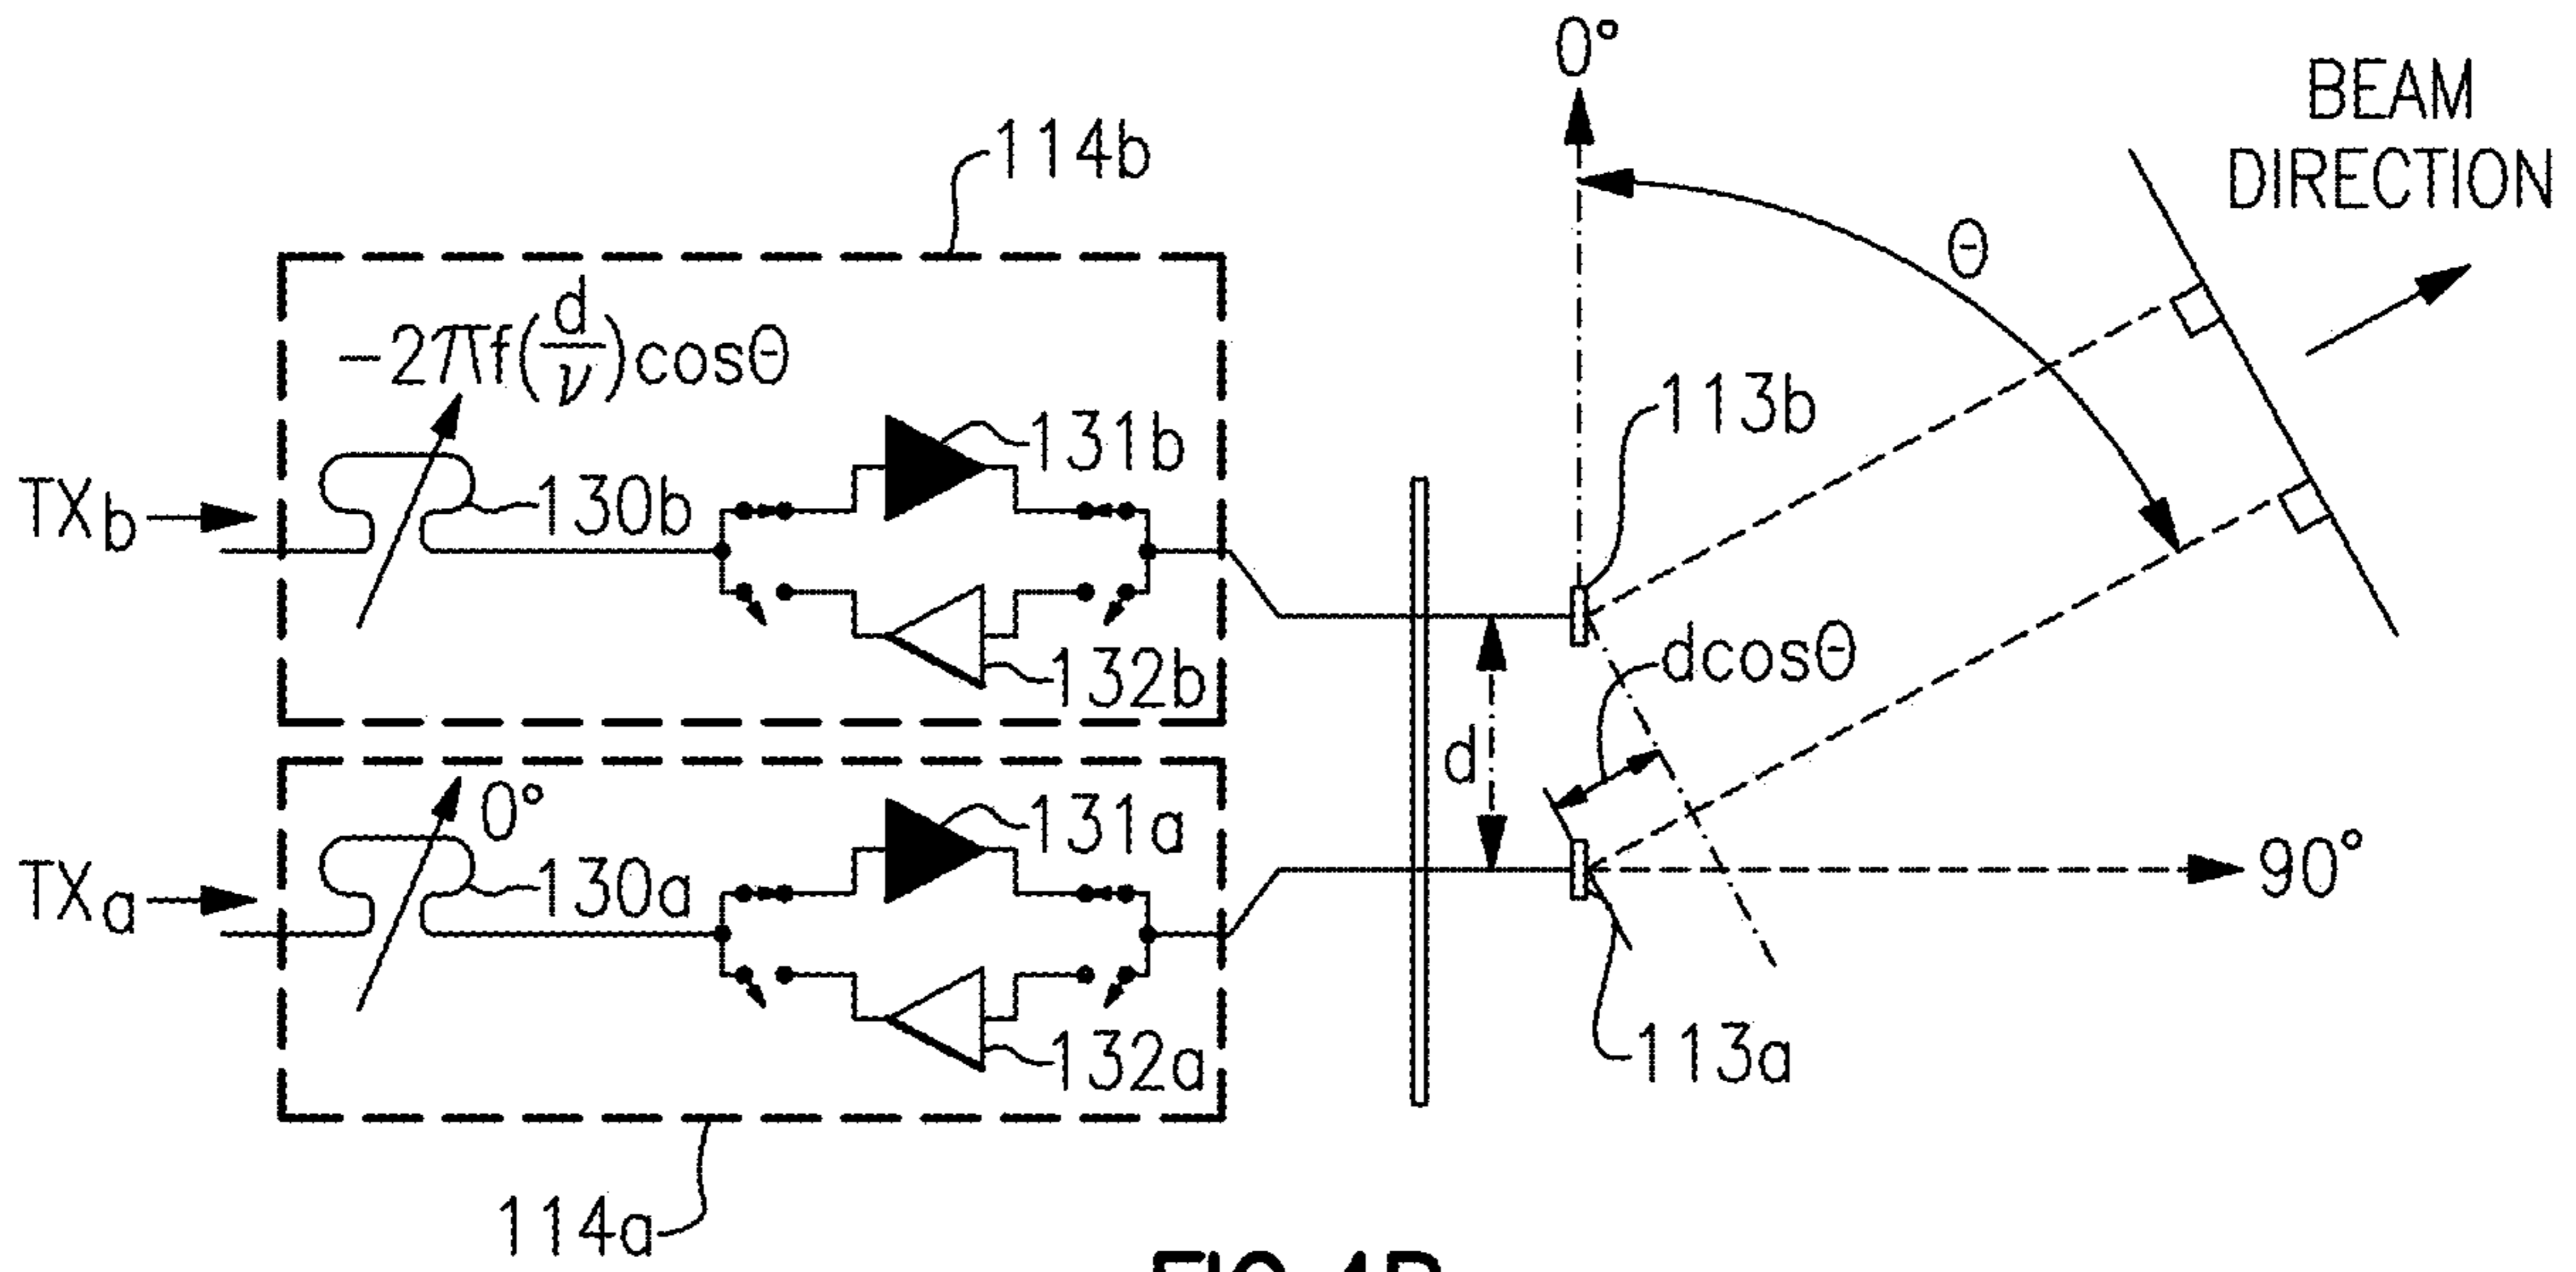 0°
BEAM
DIRECTION
114b
θ
-2πf(d/ν)cosθ
113b
131b
TXb
130b
dcosθ
132b
d
0°
131a
TXa
130a
90°
132a
113a
114a